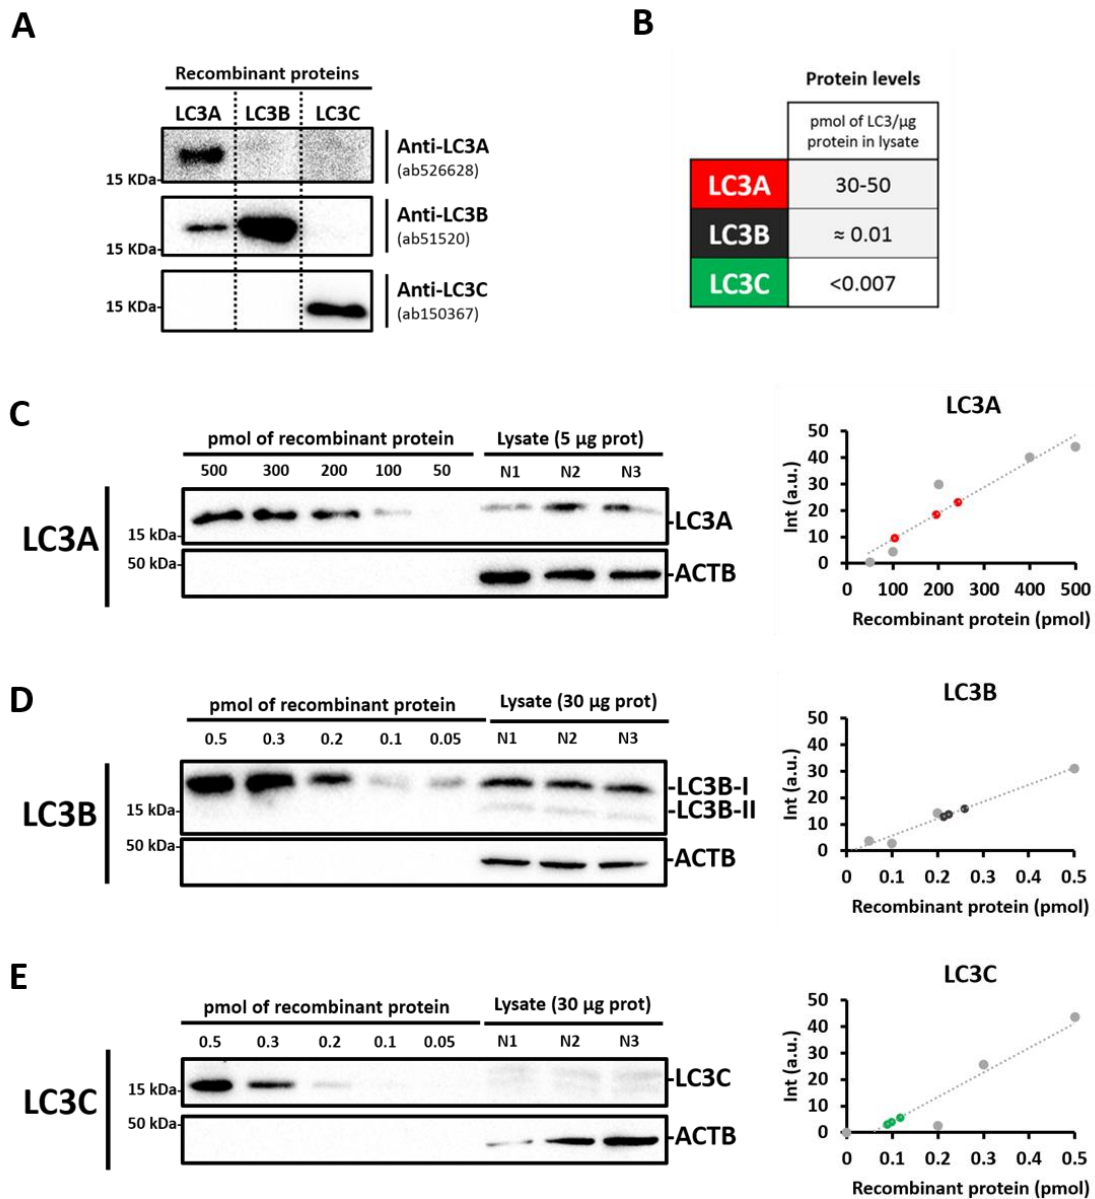 A
Recombinant proteins
LC3A LC3B LC3C
Anti-LC3A
(ab526628)
15 KDa-
Anti-LC3B
(ab51520)
15 KDa-
Anti-LC3C
(ab150367)
15 KDa-
B
Protein levels
pmol of LC3/µg
protein in lysate
LC3A 30-50
LC3B ≈ 0.01
LC3C <0.007
C
pmol of recombinant protein Lysate (5 µg prot)
500 300 200 100 50 N1 N2 N3
LC3A
15 kDa-
-LC3A
50 kDa-
-ACTB
LC3A
Int (a.u.)
50
40
30
20
10
0
0 100 200 300 400 500
Recombinant protein (pmol)
D
pmol of recombinant protein Lysate (30 µg prot)
0.5 0.3 0.2 0.1 0.05 N1 N2 N3
LC3B
-LC3B-I
15 kDa-
-LC3B-II
50 kDa-
-ACTB
LC3B
Int (a.u.)
50
40
30
20
10
0
0 0.1 0.2 0.3 0.4 0.5
Recombinant protein (pmol)
E
pmol of recombinant protein Lysate (30 µg prot)
0.5 0.3 0.2 0.1 0.05 N1 N2 N3
LC3C
15 kDa-
-LC3C
50 kDa-
-ACTB
LC3C
Int (a.u.)
50
40
30
20
10
0
0 0.1 0.2 0.3 0.4 0.5
Recombinant protein (pmol)